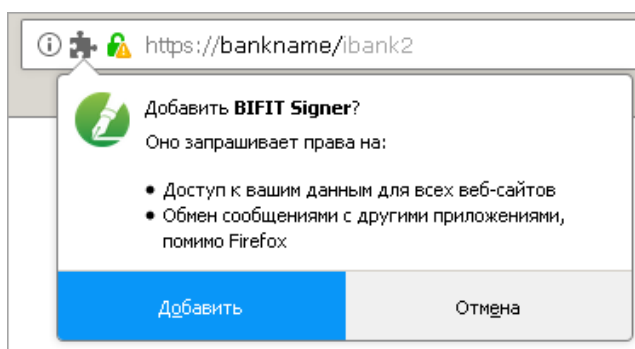 https://bankname/ibank2
Добавить BIFIT Signer?
Оно запрашивает права на:
• Доступ к вашим данным для всех веб-сайтов
• Обмен сообщениями с другими приложениями,
помимо Firefox
Добавить
Отмена